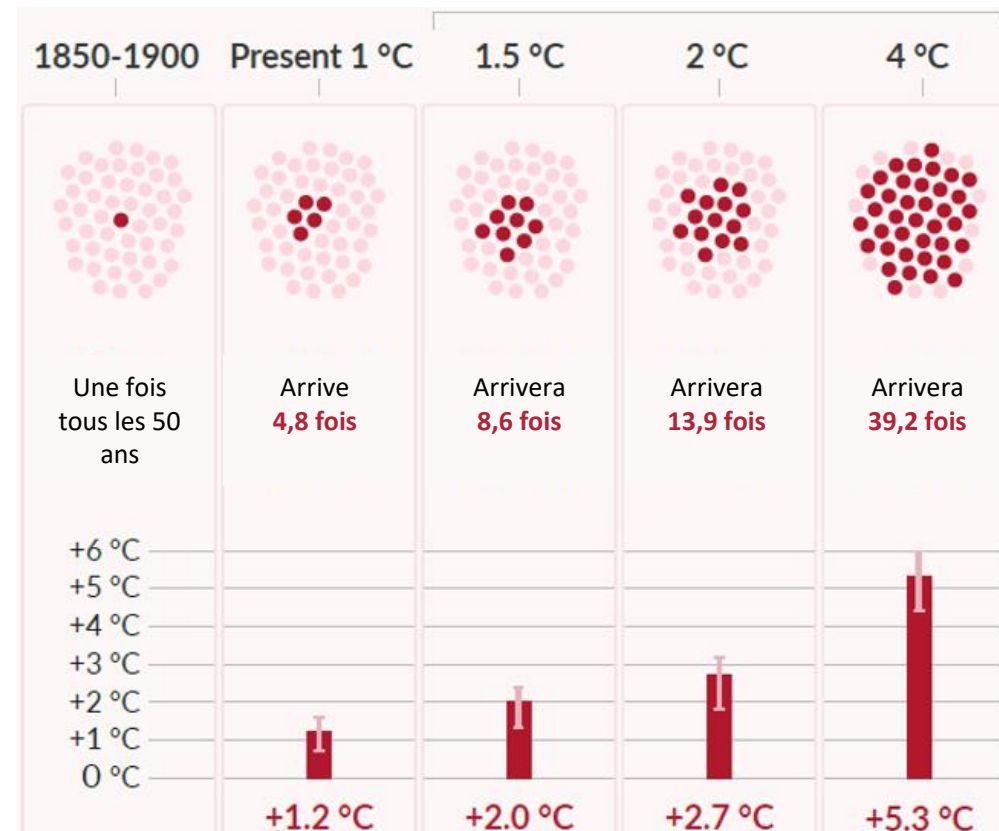 1850-1900 Present 1 °C 1.5 °C 2 °C 4 °C
Une fois
tous les 50
ans
Arrive
4,8 fois
Arrivera
8,6 fois
Arrivera
13,9 fois
Arrivera
39,2 fois
+6 °C
+5 °C
+4 °C
+3 °C
+2 °C
+1 °C
0 °C
+1.2 °C +2.0 °C +2.7 °C +5.3 °C